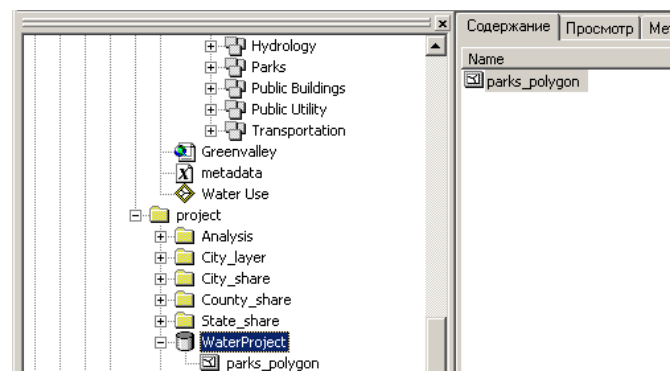 Hydrology
Parks
Public Buildings
Public Utility
Transportation
Greenvalley
metadata
Water Use
project
Analysis
City_layer
City_share
County_share
State_share
WaterProject
parks_polygon
Содержание Просмотр
Name
parks_polygon